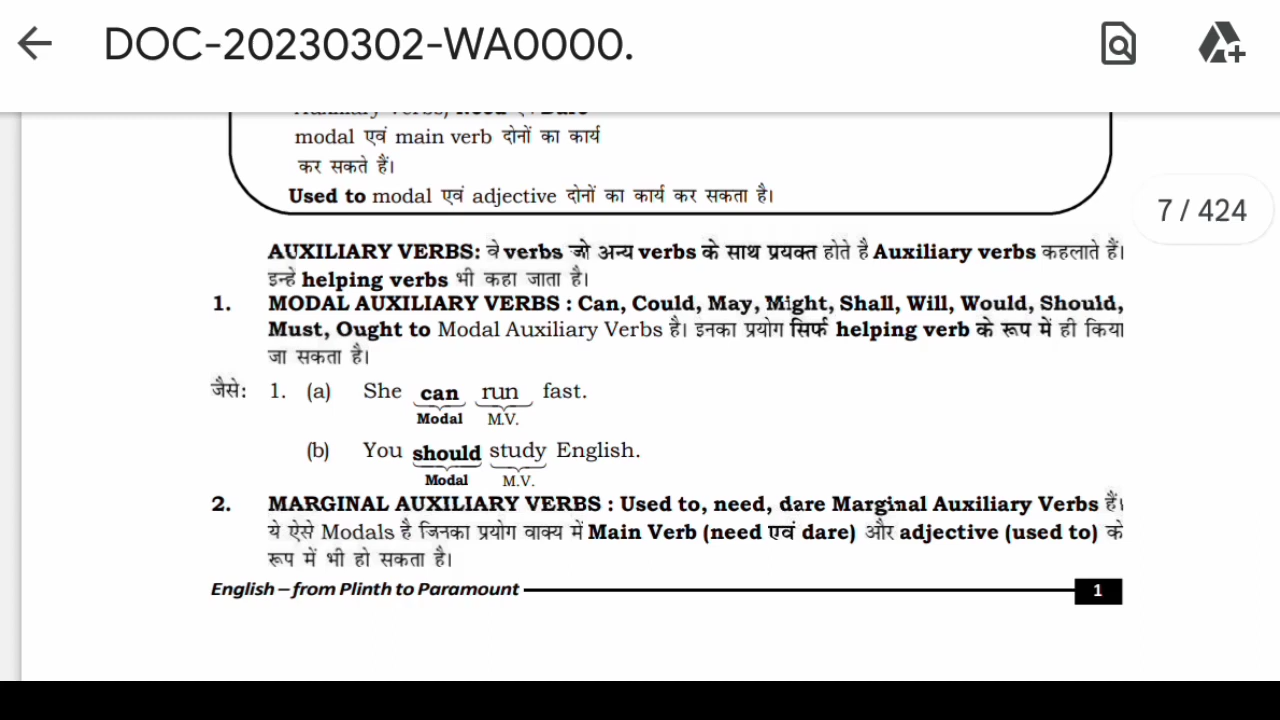 DOC-20230302-WA0000.
7 / 424
modal एवं main verb दोनों का कार्य
कर सकते हैं।
Used to modal एवं adjective दोनों का कार्य कर सकता है।
AUXILIARY VERBS: वे verbs जो अन्य verbs के साथ प्रयक्त होते है Auxiliary verbs कहलाते हैं।
इन्हे helping verbs भी कहा जाता है।
1. MODAL AUXILIARY VERBS : Can, Could, May, Might, Shall, Will, Would, Should,
Must, Ought to Modal Auxiliary Verbs है। इनका प्रयोग सिर्फ helping verb के रूप में ही किया
जा सकता है।
जैसे: 1. (a) She can run fast.
Modal M.V.
(b) You should study English.
Modal M.V.
2. MARGINAL AUXILIARY VERBS : Used to, need, dare Marginal Auxiliary Verbs हैं।
ये ऐसे Modals है जिनका प्रयोग वाक्य में Main Verb (need एवं dare) और adjective (used to) के
रूप में भी हो सकता है।
English – from Plinth to Paramount 1